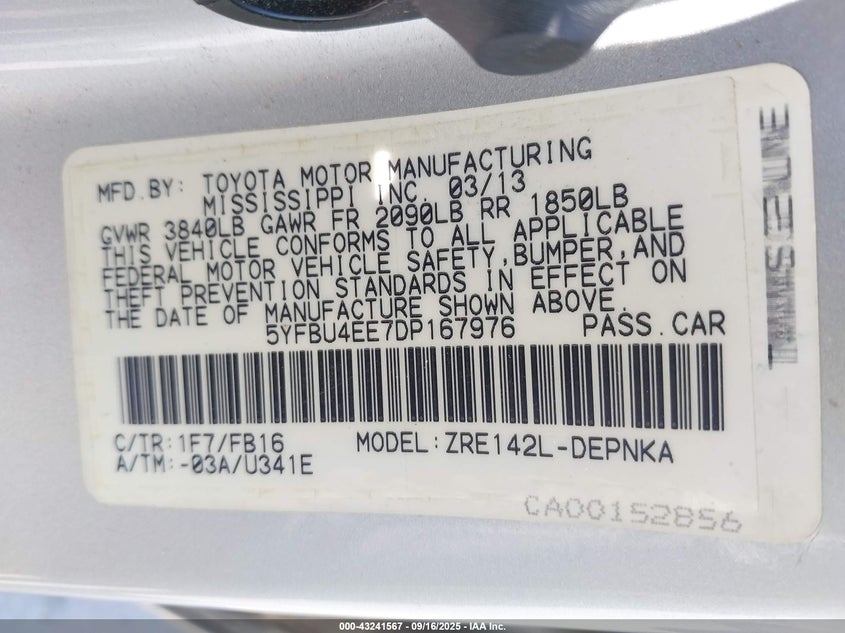 MFD.BY: TOYOTA MOTOR MANUFACTURING
MISSISSIPPI INC. 03/13
GVWR 3840LB GAWR FR 2090LB RR 1850LB
THIS VEHICLE CONFORMS TO ALL APPLICABLE
FEDERAL MOTOR VEHICLE SAFETY,BUMPER,AND
THEFT PREVENTION STANDARDS IN EFFECT ON
THE DATE OF MANUFACTURE SHOWN ABOVE.
5YFBU4EE7DP167976 PASS.CAR
C/TR:1F7/FB16 MODEL:ZRE142L-DEPNKA
A/TM:-03A/U341E
CA00152856
000-43241567 - 09/16/2025 - IAA Inc.